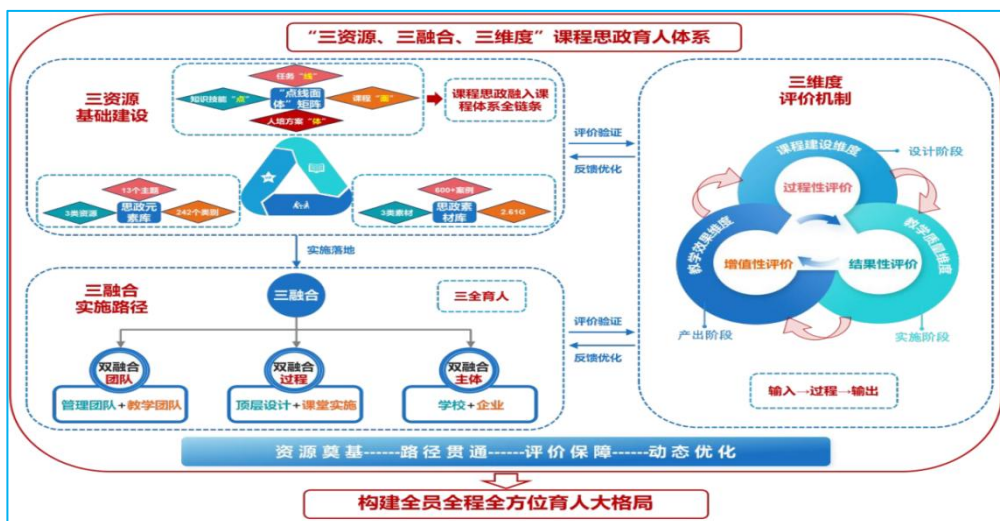 “三资源、三融合、三维度”课程思政育人体系
三资源
基础建设
任务“线”
知识技能“点”
“点线面
体”矩阵
课程“面”
人培方案“体”
课程思政融入课
程体系全链条
13个主题
3类资源
思政元
素库
242个类别
600+案例
3类素材
思政素
材库
2.61G
实施落地
评价验证
反馈优化
三融合
实施路径
三融合
三全育人
双融合
团队
管理团队+教学团队
双融合
过程
顶层设计+课堂实施
双融合
主体
学校+企业
评价验证
反馈优化
三维度
评价机制
课程建设维度
设计阶段
过程性评价
教学效果维度
增值性评价
结果性评价
教学质量维度
产出阶段
实施阶段
输入→过程→输出
资源奠基------路径贯通------评价保障------动态优化
构建全员全程全方位育人大格局